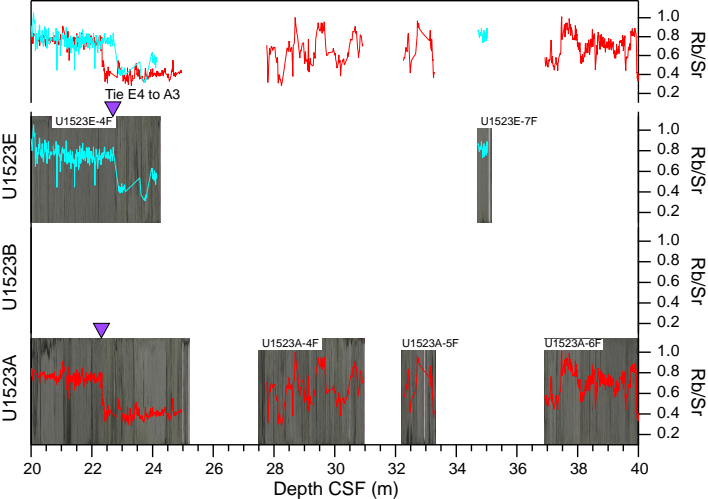 1.0
0.8
0.6
0.4
0.2
Rb/Sr
Tie E4 to A3
U1523E-4F
U1523E-7F
U1523E
1.0
0.8
0.6
0.4
0.2
Rb/Sr
U1523B
1.0
0.8
0.6
0.4
0.2
Rb/Sr
U1523A-4F
U1523A-5F
U1523A-6F
U1523A
1.0
0.8
0.6
0.4
0.2
Rb/Sr
20 22 24 26 28 30 32 34 36 38 40
Depth CSF (m)